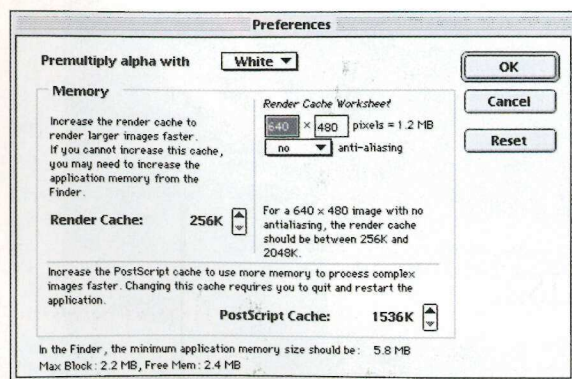 Preferences
Premultiply alpha with White
OK
Cancel
Reset
Memory
Increase the render cache to
render larger images faster.
If you cannot increase this cache,
you may need to increase the
application memory from the
Finder.
Render Cache: 256K
Render Cache Worksheet
640 × 480 pixels = 1.2 MB
no anti-aliasing
For a 640 × 480 image with no
antialiasing, the render cache
should be between 256K and
2048K.
Increase the PostScript cache to use more memory to process complex
images faster. Changing this cache requires you to quit and restart the
application.
PostScript Cache: 1536K
In the Finder, the minimum application memory size should be: 5.8 MB
Max Block: 2.2 MB, Free Mem: 2.4 MB